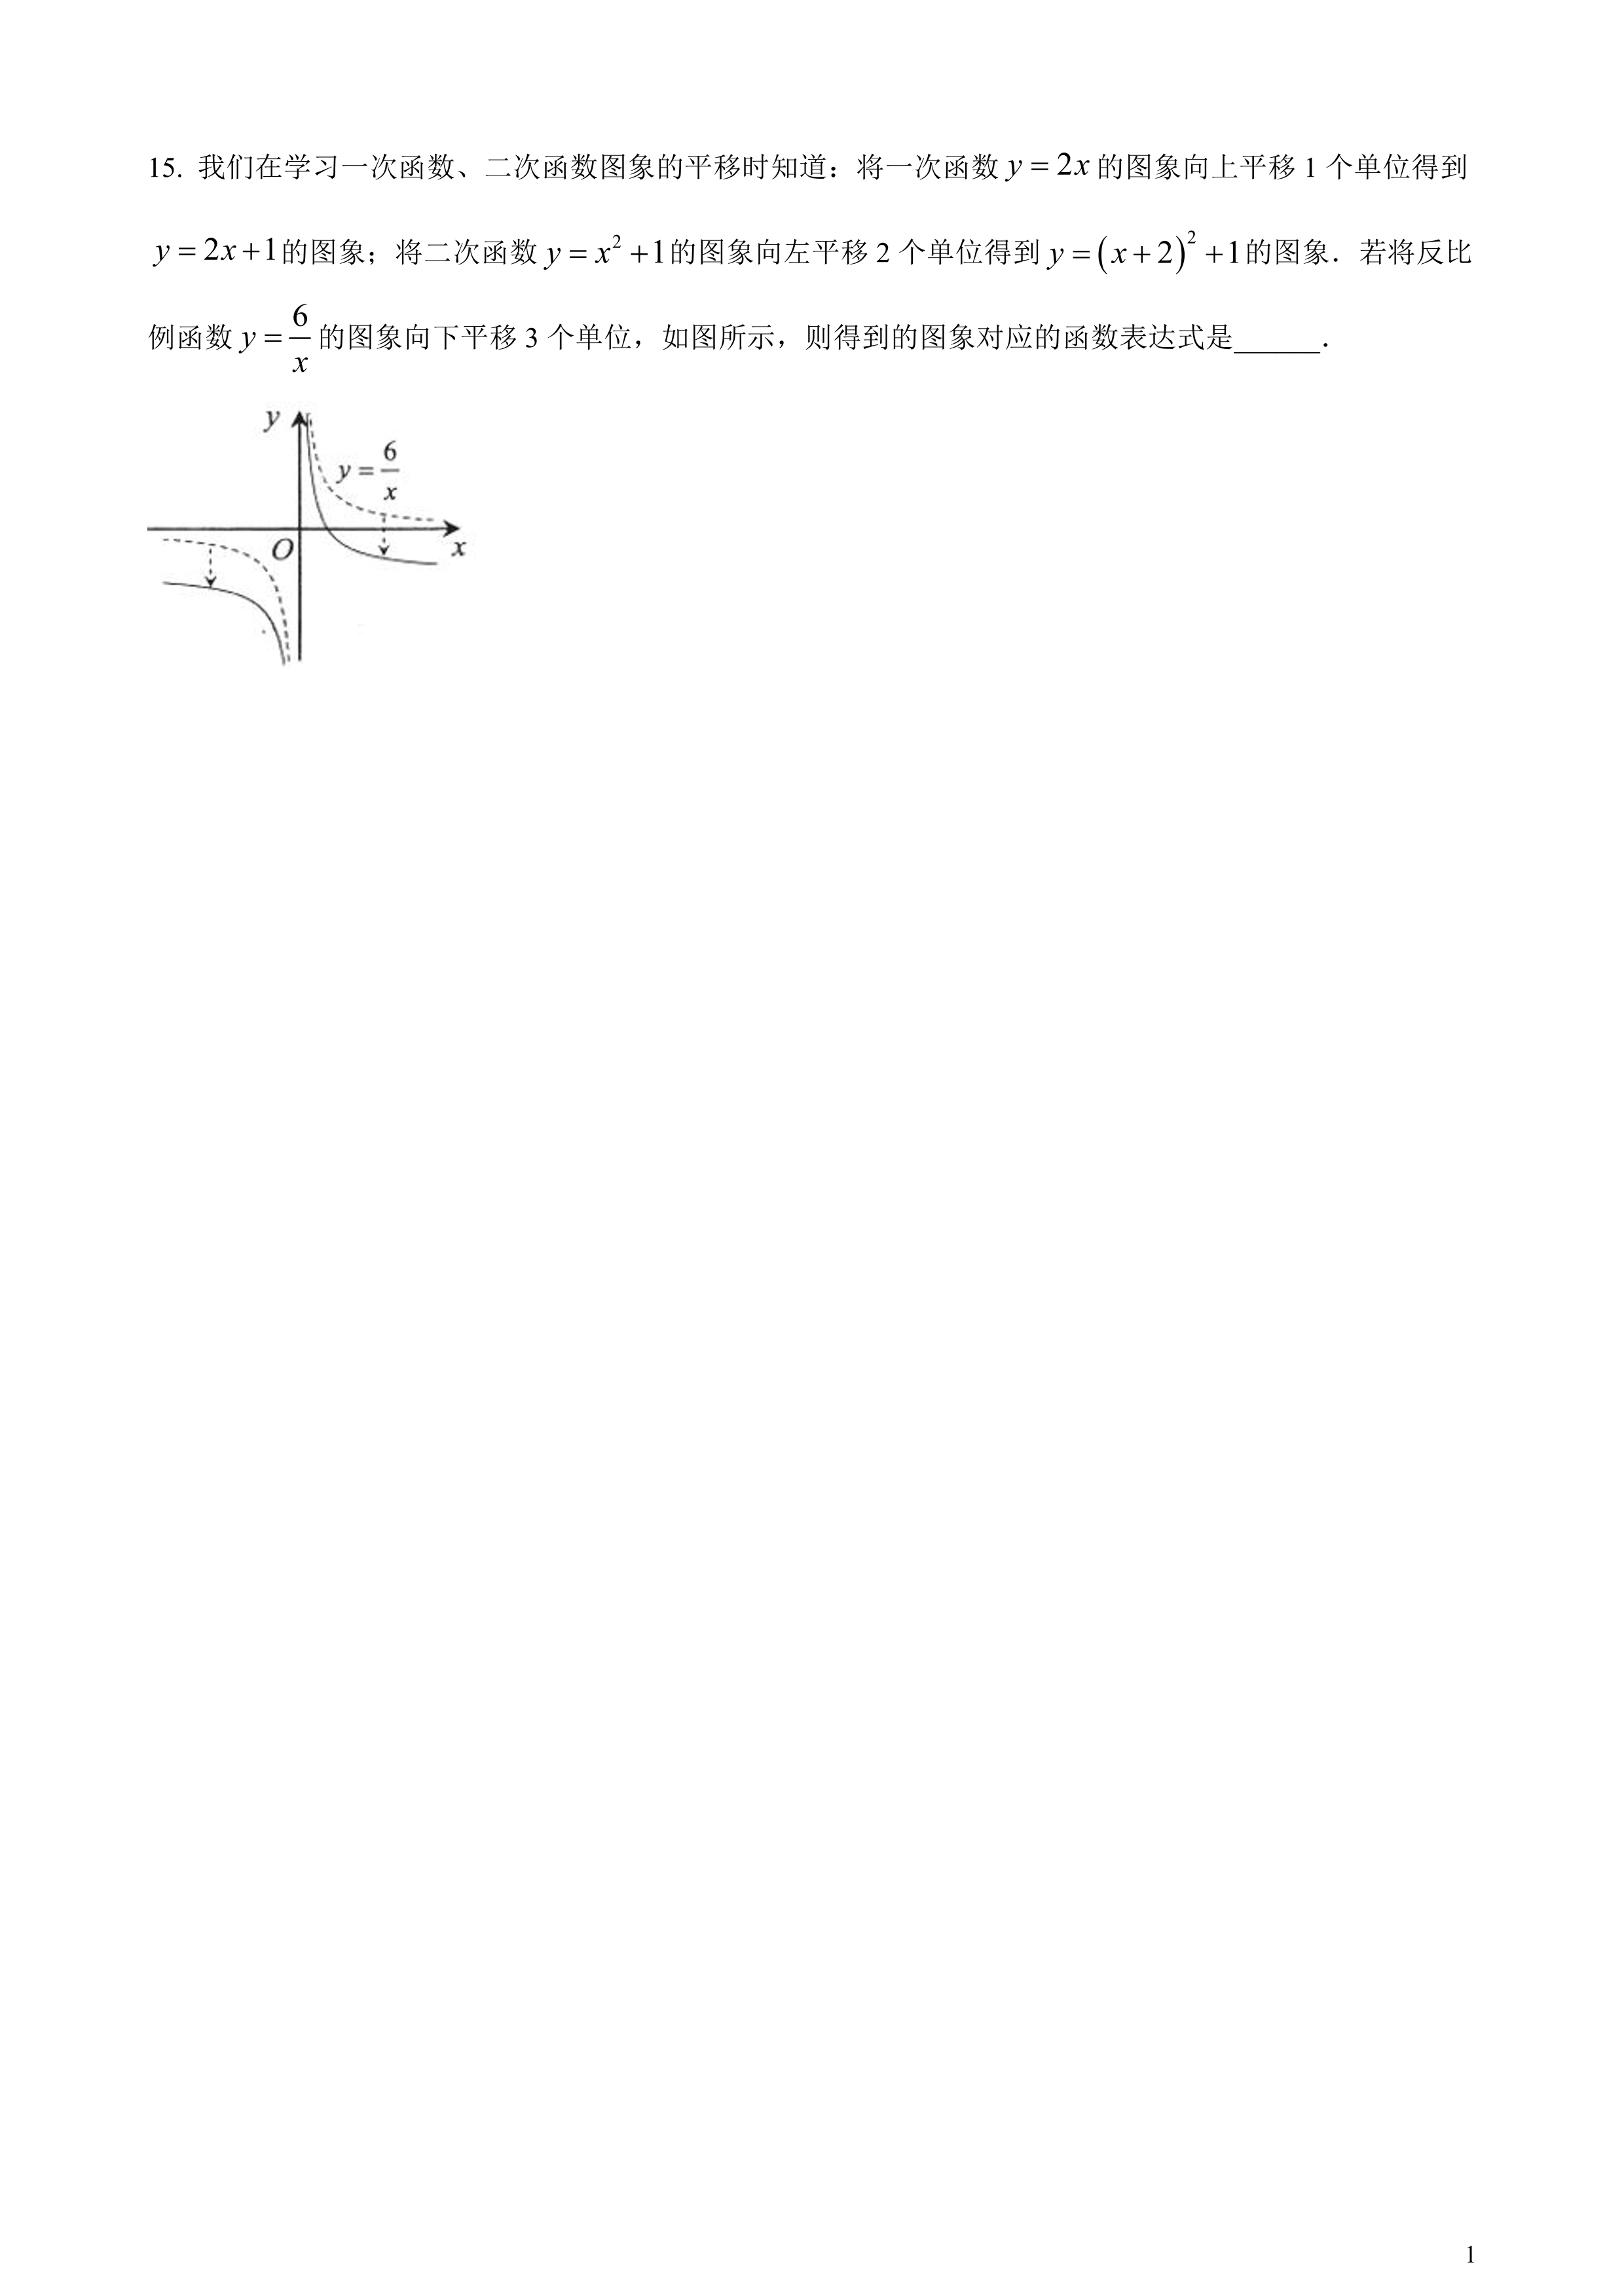 15. 我们在学习一次函数、二次函数图象的平移时知道：将一次函数 y = 2x 的图象向上平移 1 个单位得到
y = 2x+1的图象；将二次函数 y = x² +1的图象向左平移 2 个单位得到 y = (x+2)² +1的图象．若将反比
例函数 y = 6/x 的图象向下平移 3 个单位，如图所示，则得到的图象对应的函数表达式是______．
y
y = 6/x
O
x
1